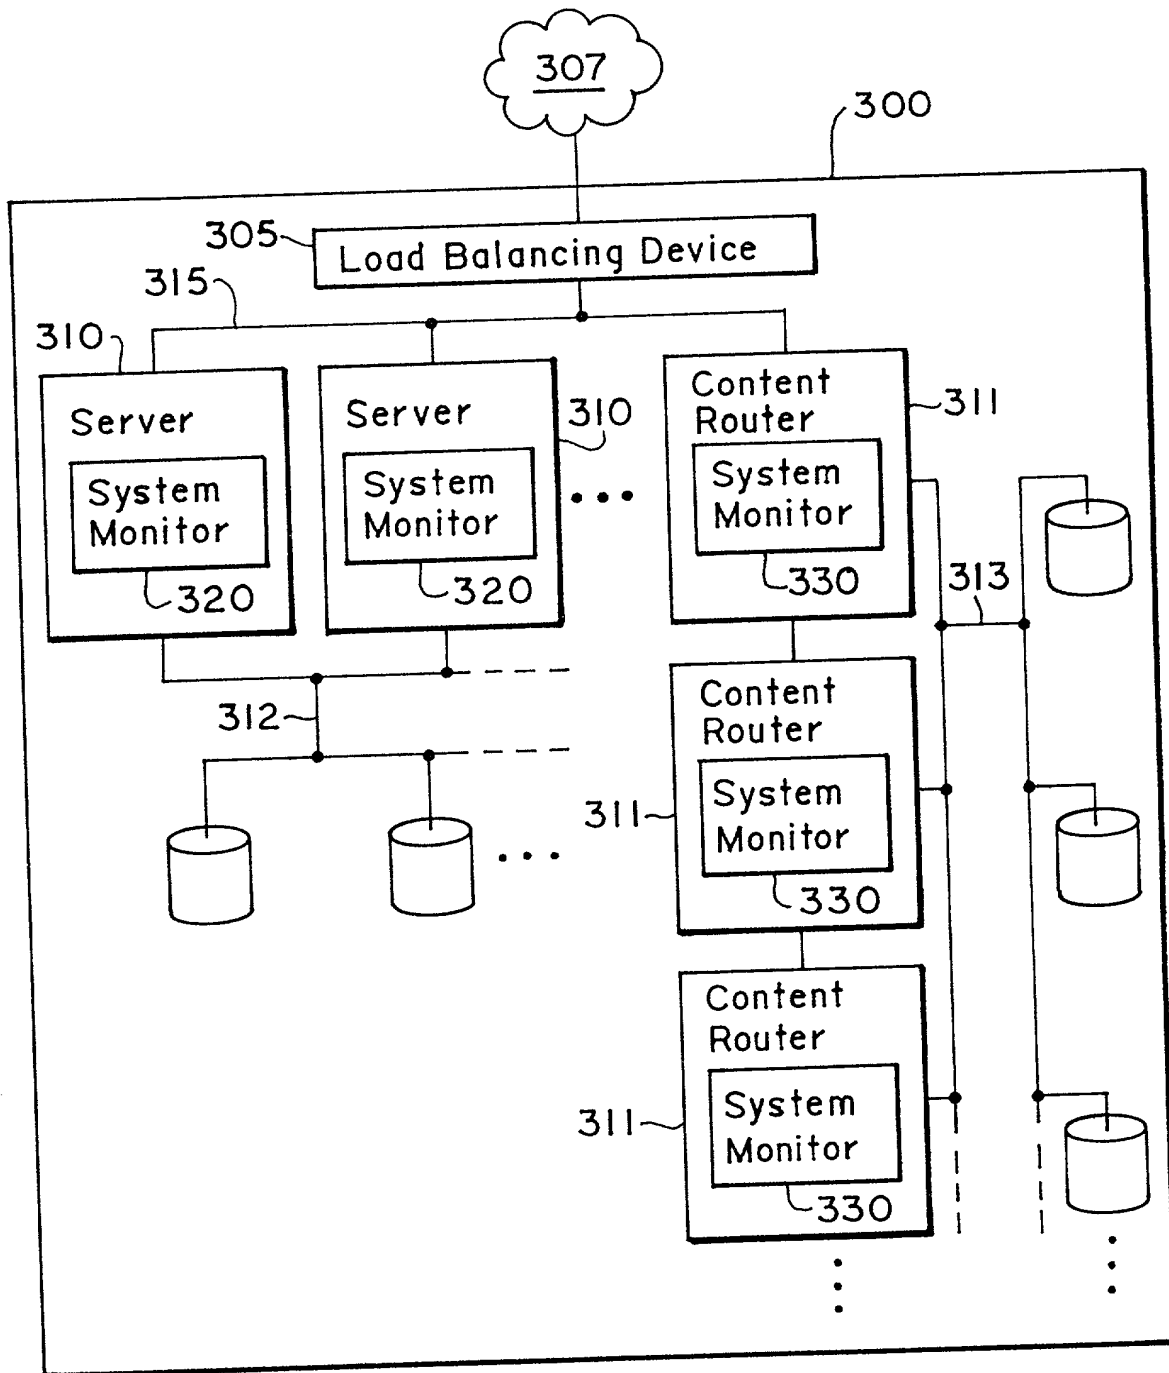 307
300
305
Load Balancing Device
315
310
Server
System
Monitor
320
Server
310
System
Monitor
320
Content
Router
311
System
Monitor
330
313
312
Content
Router
311
System
Monitor
330
Content
Router
311
System
Monitor
330